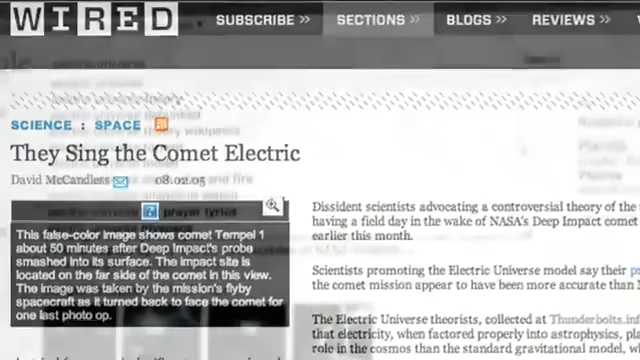 WIRED
SUBSCRIBE >> SECTIONS >> BLOGS >> REVIEWS >>
SCIENCE : SPACE
They Sing the Comet Electric
David McCandless 08.02.05
prayer lyrics
This false-color image shows comet Tempel 1
about 50 minutes after Deep Impact's probe
smashed into its surface. The impact site is
located on the far side of the comet in this view.
The image was taken by the mission's flyby
spacecraft as it turned back to face the comet for
one last photo op.
Dissident scientists advocating a controversial theory of the
having a field day in the wake of NASA's Deep Impact comet
earlier this month.
Scientists promoting the Electric Universe model say their
the comet mission appear to have been more accurate than
The Electric Universe theorists, collected at Thunderbolts.inf
that electricity, when factored properly into astrophysics,
role in the cosmos than the standard gravitational model,